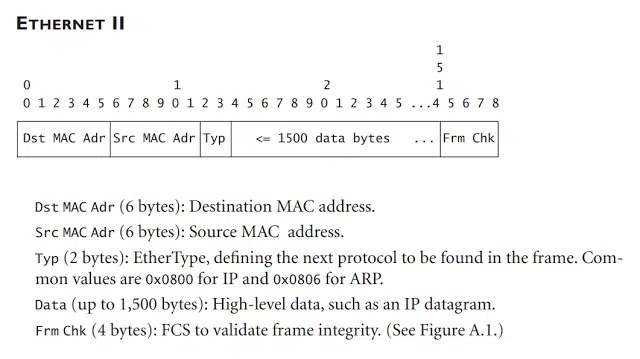 ETHERNET II
1
5
0 1 2 1
0 1 2 3 4 5 6 7 8 9 0 1 2 3 4 5 6 7 8 9 0 1 2 3 4 5 ...4 5 6 7 8
Dst MAC Adr Src MAC Adr Typ <= 1500 data bytes ... Frm Chk
Dst MAC Adr (6 bytes): Destination MAC address.
Src MAC Adr (6 bytes): Source MAC address.
Typ (2 bytes): EtherType, defining the next protocol to be found in the frame. Com-
mon values are 0x0800 for IP and 0x0806 for ARP.
Data (up to 1,500 bytes): High-level data, such as an IP datagram.
Frm Chk (4 bytes): FCS to validate frame integrity. (See Figure A.1.)